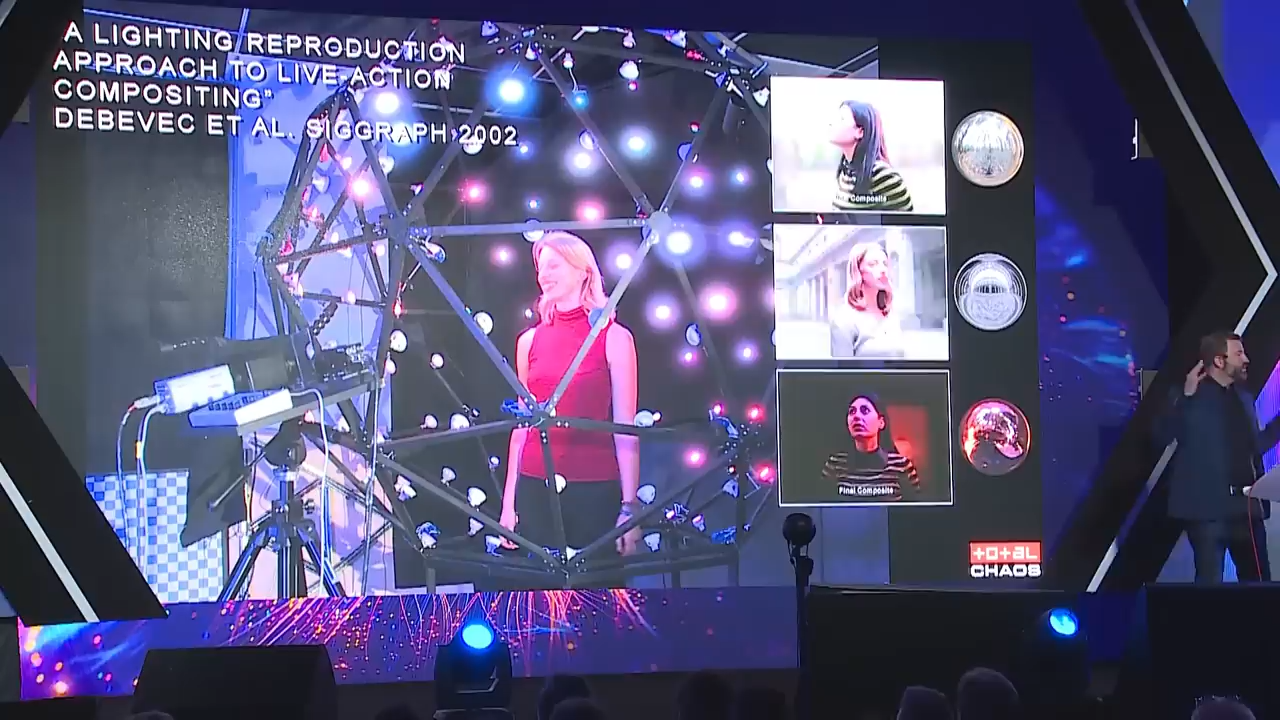 A LIGHTING REPRODUCTION
APPROACH TO LIVE-ACTION
COMPOSITING"
DEBEVEC ET AL. SIGGRAPH 2002
Composite
Final Composite
total
CHAOS